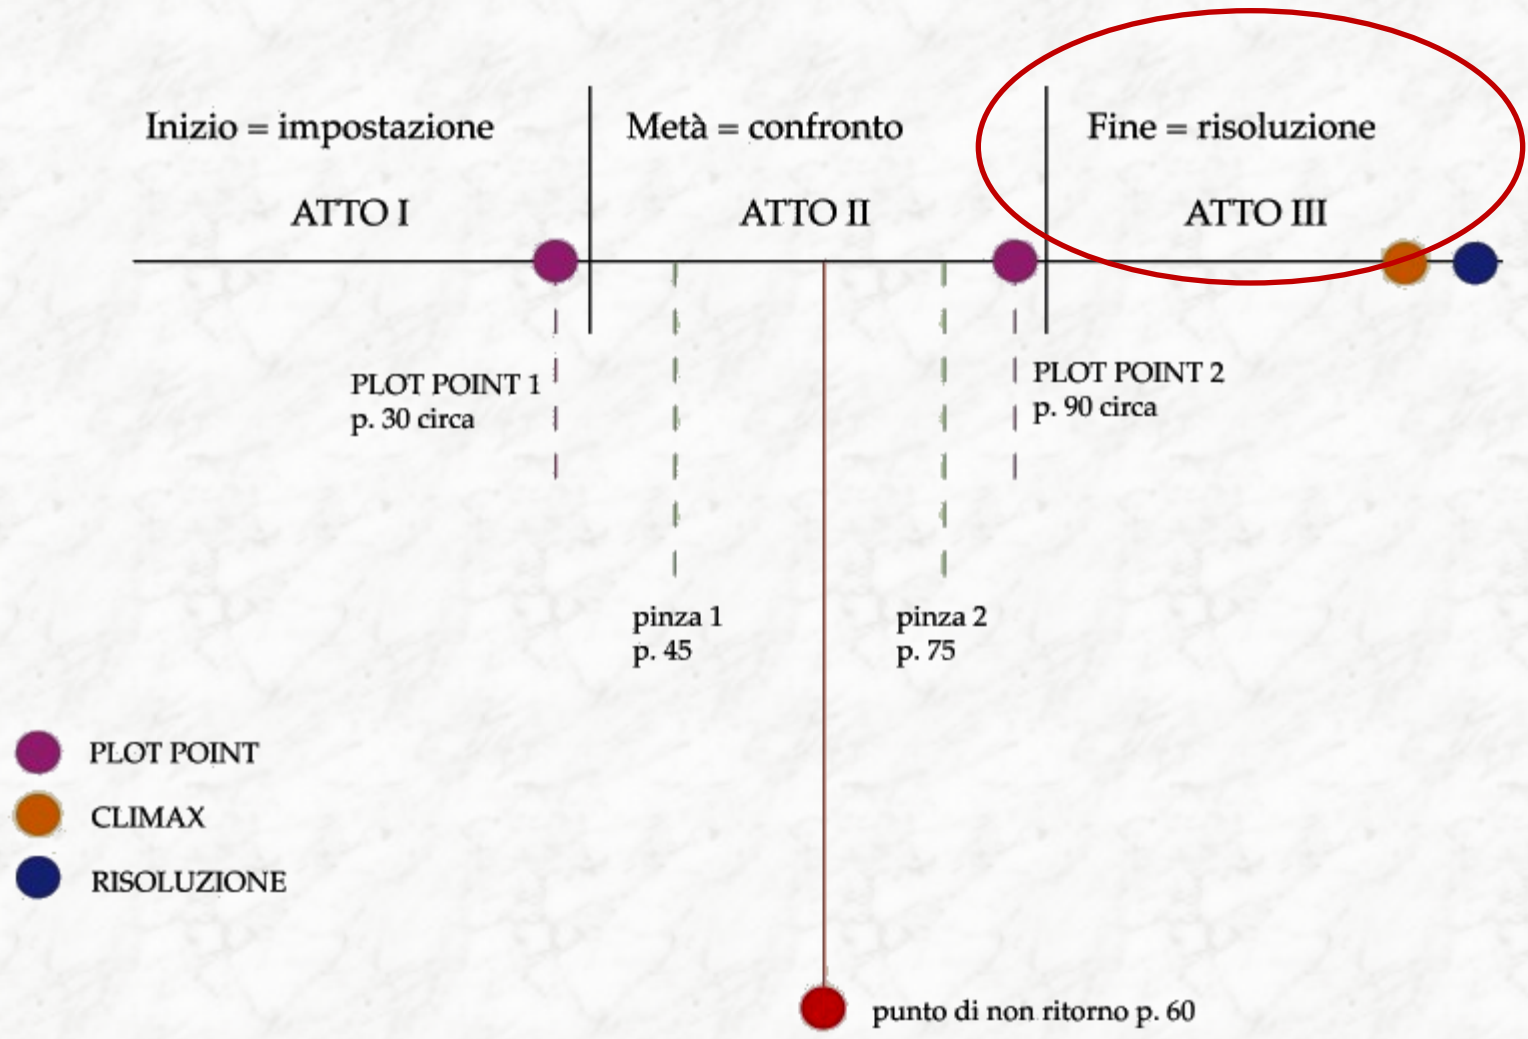 Inizio = impostazione
Metà = confronto
Fine = risoluzione
ATTO I
ATTO II
ATTO III
PLOT POINT 1
p. 30 circa
PLOT POINT 2
p. 90 circa
pinza 1
p. 45
pinza 2
p. 75
PLOT POINT
CLIMAX
RISOLUZIONE
punto di non ritorno p. 60